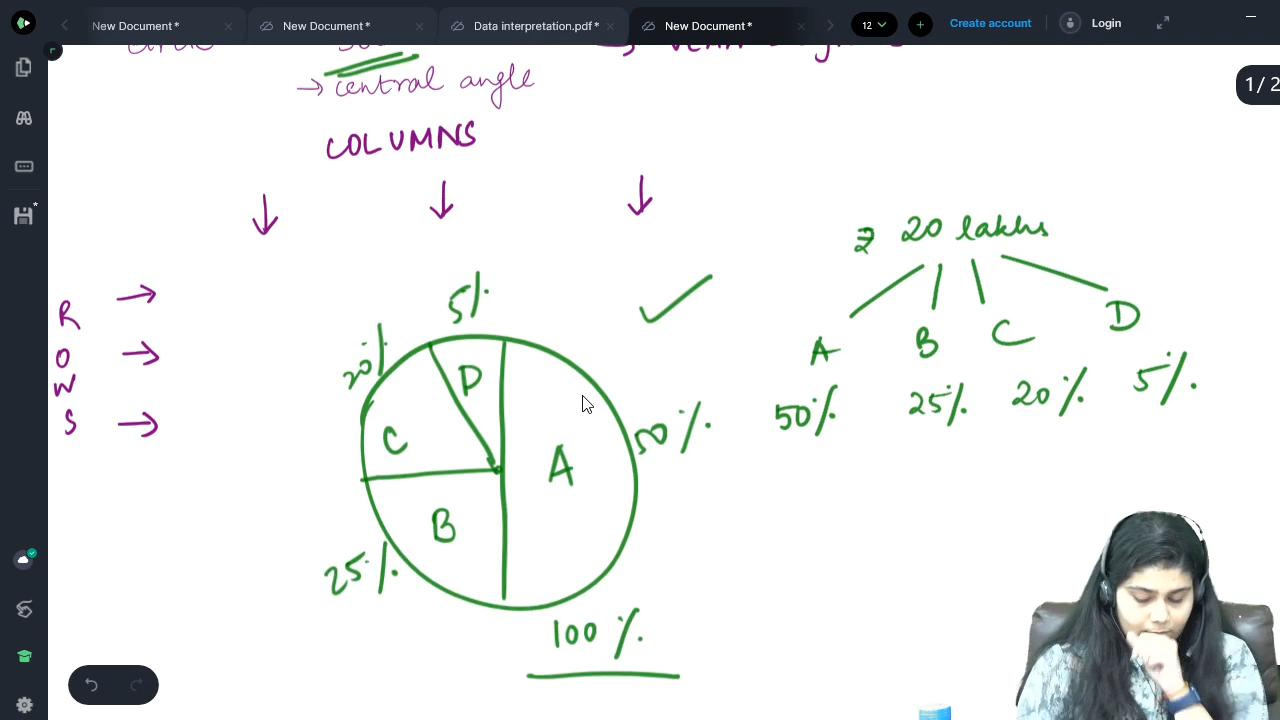 New Document*
New Document*
Data interpretation.pdf*
New Document*
12
Create account
Login
1 / 2
→ central angle
COLUMNS
↓ ↓ ↓
₹ 20 lakhs
A B C D
50% 25% 20% 5%
R →
O →
W
S →
5%
20%
D
C
A
50%
B
25%
100%